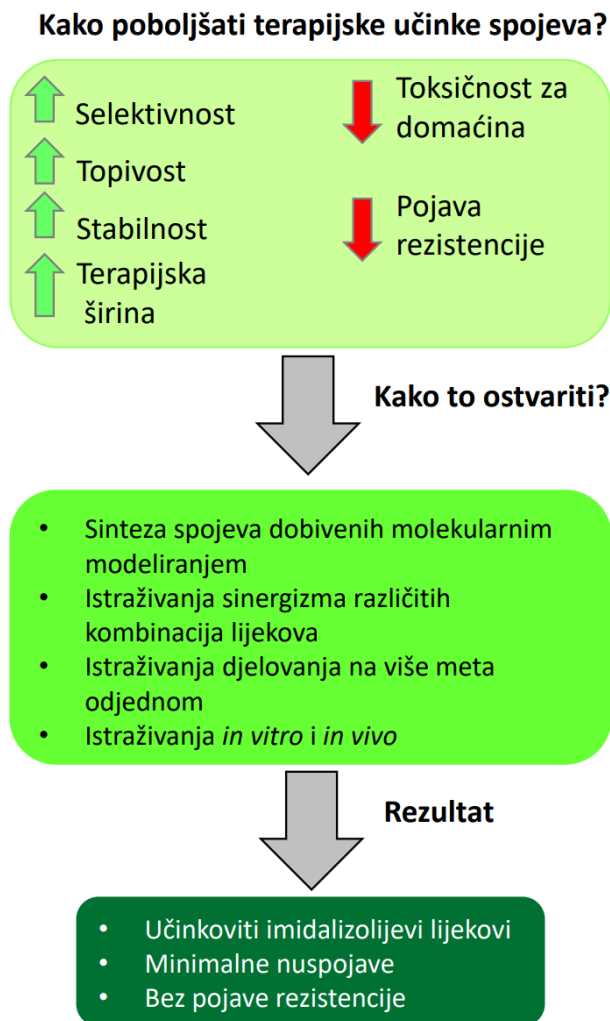 Kako poboljšati terapijske učinke spojeva?
Selektivnost
Topivost
Stabilnost
Terapijska
širina
Toksičnost za
domaćina
Pojava
rezistencije
Kako to ostvariti?
• Sinteza spojeva dobivenih molekularnim
modeliranjem
• Istraživanja sinergizma različitih
kombinacija lijekova
• Istraživanja djelovanja na više meta
odjednom
• Istraživanja in vitro i in vivo
Rezultat
• Učinkoviti imidalizolijevi lijekovi
• Minimalne nuspojave
• Bez pojave rezistencije